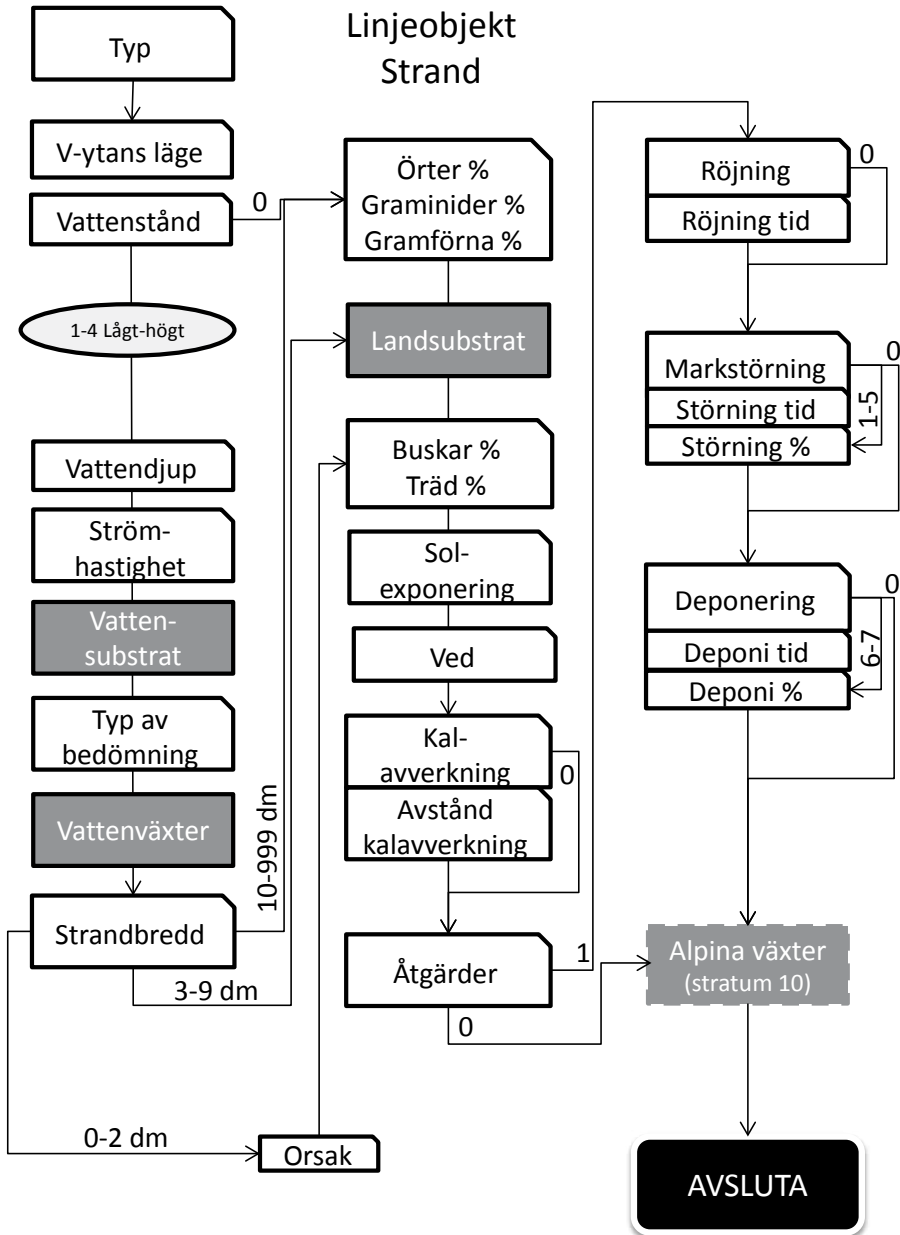 Linjeobjekt
Strand
Typ
V-ytans läge
Vattenstånd
0
1-4 Lågt-högt
Vattendjup
Ström-
hastighet
Vatten-
substrat
Typ av
bedömning
Vattenväxter
Strandbredd
10-999 dm
3-9 dm
0-2 dm
Orsak
Örter %
Graminider %
Gramförna %
Landsubstrat
Buskar %
Träd %
Sol-
exponering
Ved
Kal-
avverkning
0
Avstånd
kalavverkning
Åtgärder
1
0
Röjning
0
Röjning tid
Markstörning
0
Störning tid
1-5
Störning %
Deponering
0
Deponi tid
6-7
Deponi %
Alpina växter
(stratum 10)
AVSLUTA